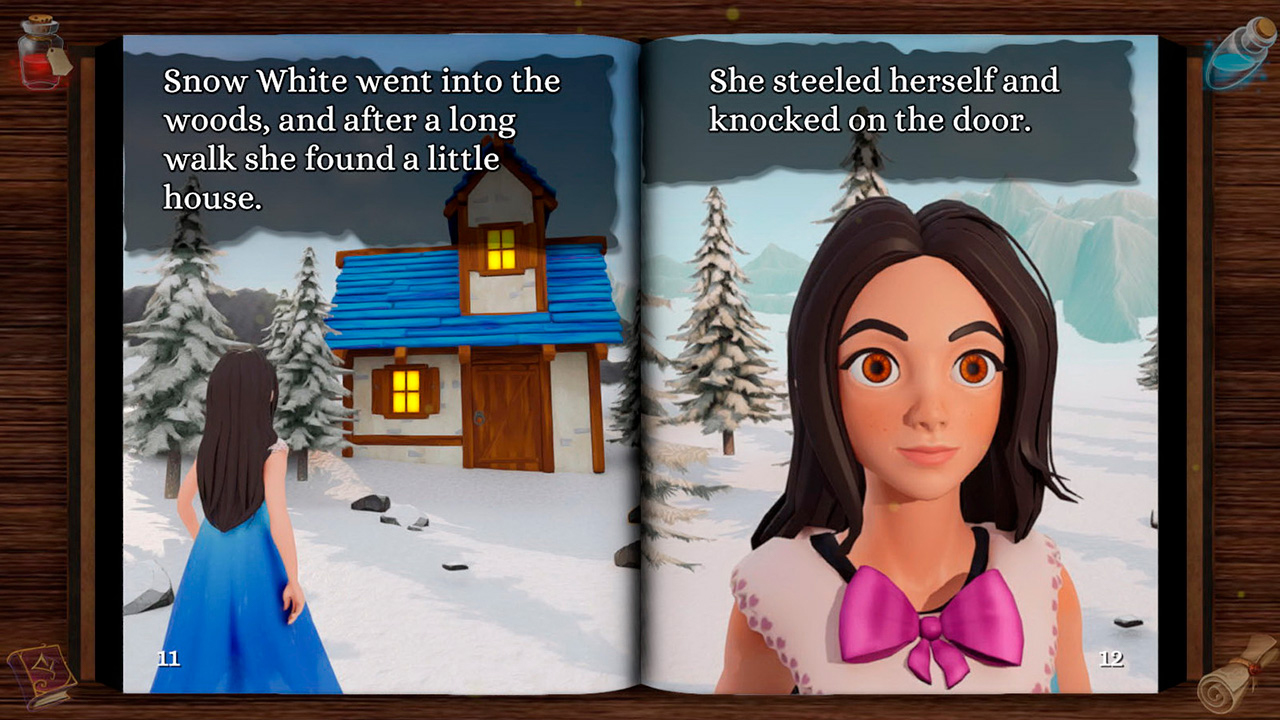 Snow White went into the
woods, and after a long
walk she found a little
house.
11
She steeled herself and
knocked on the door.
12